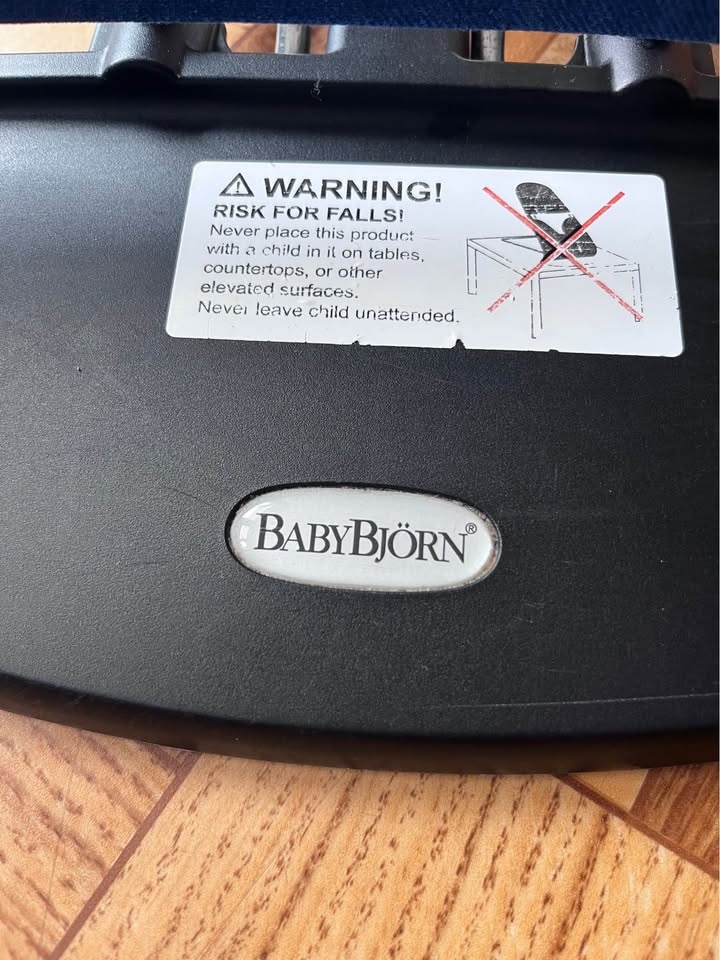 ⚠ WARNING!
RISK FOR FALLS!
Never place this product
with a child in it on tables,
countertops, or other
elevated surfaces.
Never leave child unattended.
BABYBJÖRN®